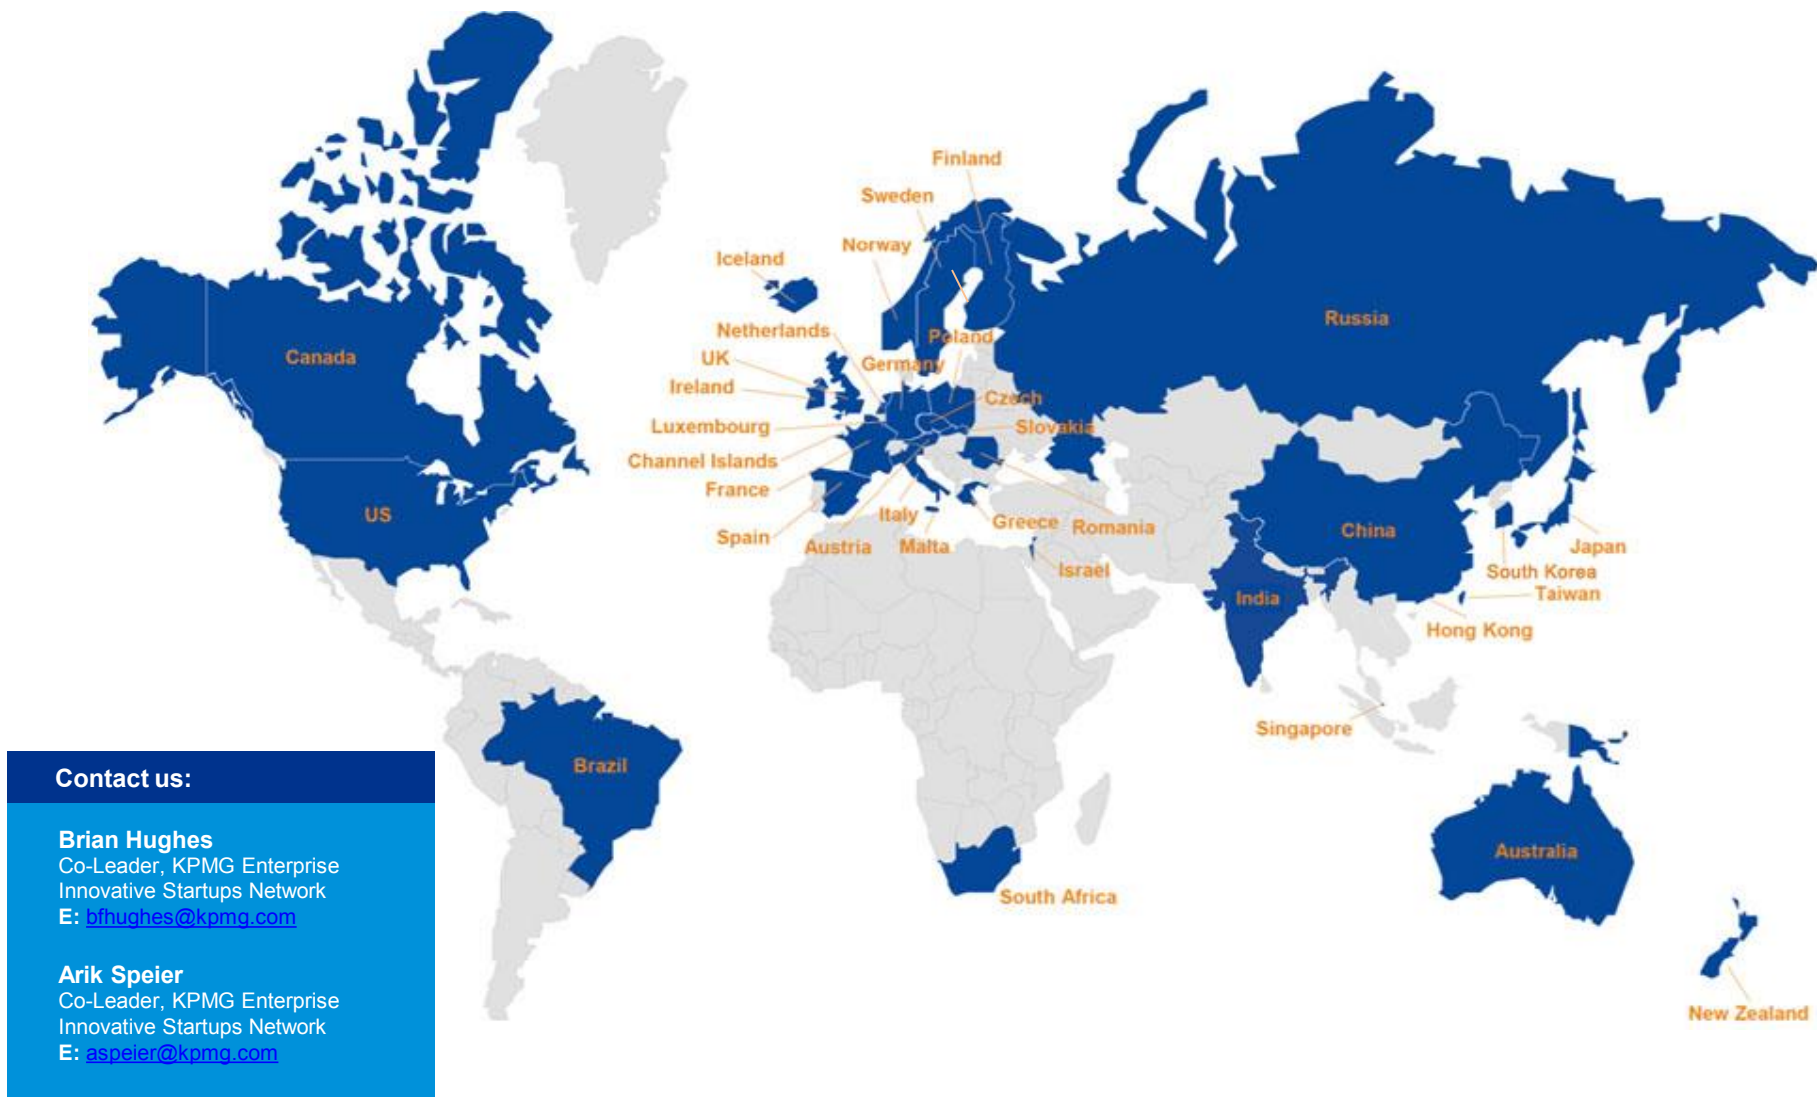 Finland
Sweden
Norway
Iceland
Netherlands
Poland
UK
Germany
Ireland
Czech
Luxembourg
Slovakia
Channel Islands
France
Italy
Greece
Romania
Spain
Austria
Malta
Israel
Russia
Canada
US
China
Japan
South Korea
Taiwan
India
Hong Kong
Singapore
Brazil
Australia
South Africa
New Zealand
Contact us:
Brian Hughes
Co-Leader, KPMG Enterprise
Innovative Startups Network
E: bfhughes@kpmg.com
Arik Speier
Co-Leader, KPMG Enterprise
Innovative Startups Network
E: aspeier@kpmg.com